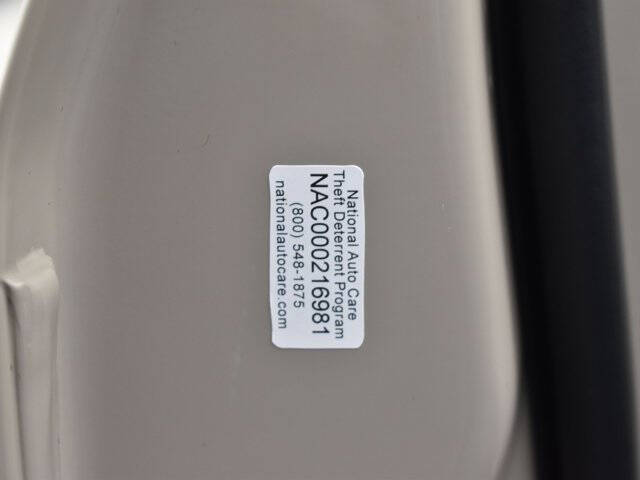 National Auto Care
Theft Deterrent Program
NAC000216981
(800) 548-1875
nationalautocare.com